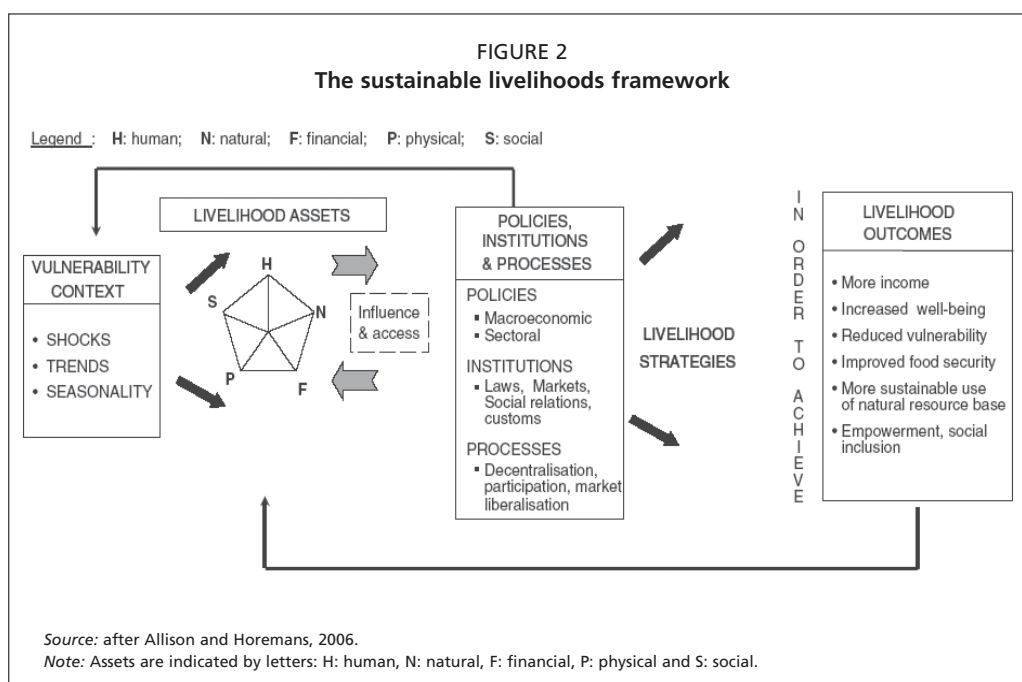 FIGURE 2
The sustainable livelihoods framework
Legend : H: human; N: natural; F: financial; P: physical; S: social
LIVELIHOOD ASSETS
VULNERABILITY
CONTEXT
• SHOCKS
• TRENDS
• SEASONALITY
H
S
N
P
F
Influence
& access
POLICIES,
INSTITUTIONS
& PROCESSES
POLICIES
▪ Macroeconomic
▪ Sectoral
INSTITUTIONS
▪ Laws, Markets,
Social relations,
customs
PROCESSES
▪ Decentralisation,
participation, market
liberalisation
LIVELIHOOD
STRATEGIES
IN ORDER TO ACHIEVE
LIVELIHOOD
OUTCOMES
• More income
• Increased well-being
• Reduced vulnerability
• Improved food security
• More sustainable use
of natural resource base
• Empowerment, social
inclusion
Source: after Allison and Horemans, 2006.
Note: Assets are indicated by letters: H: human, N: natural, F: financial, P: physical and S: social.